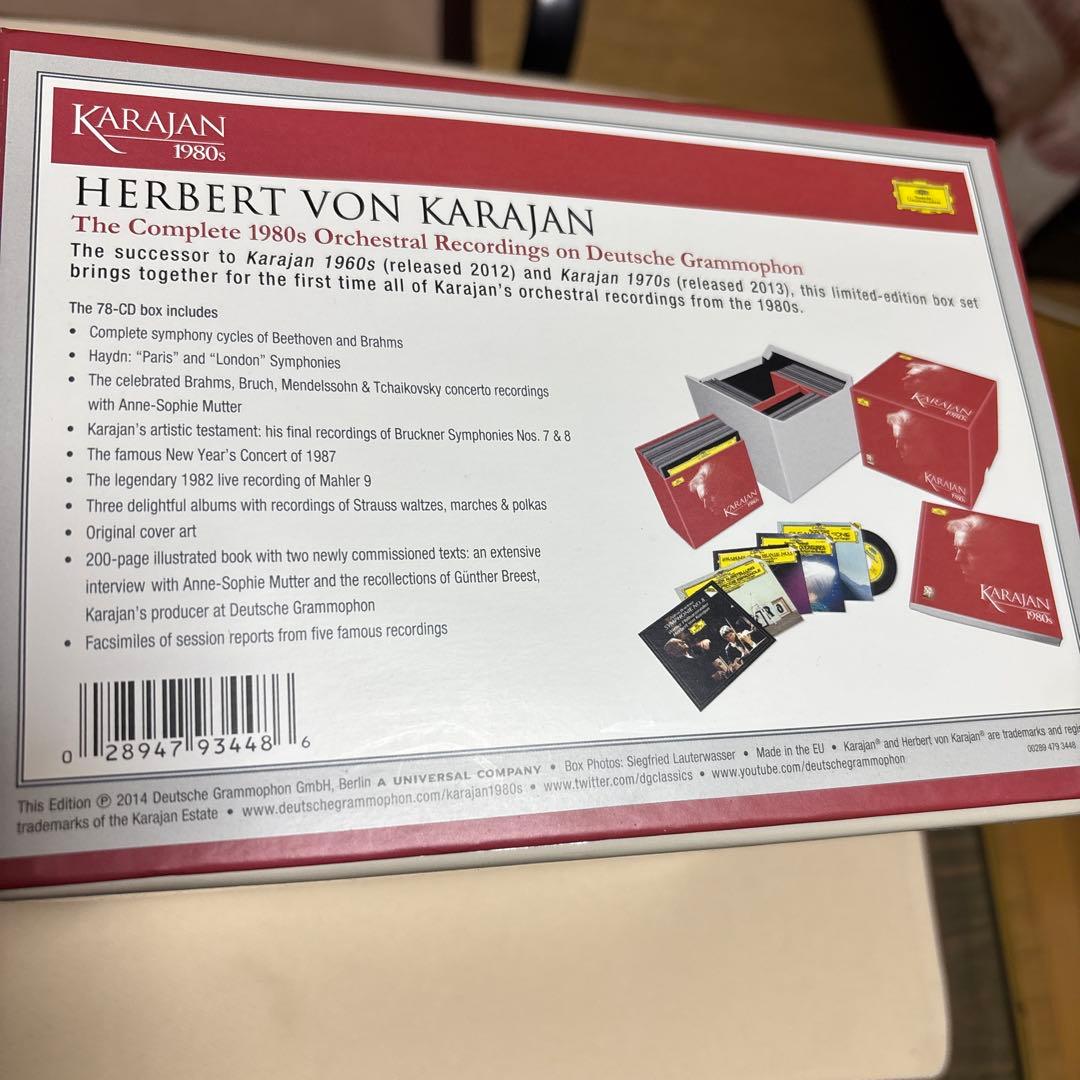 KARAJAN
1980s
HERBERT VON KARAJAN
The Complete 1980s Orchestral Recordings on Deutsche Grammophon
The successor to Karajan 1960s (released 2012) and Karajan 1970s (released 2013), this limited-edition box set
brings together for the first time all of Karajan's orchestral recordings from the 1980s.
The 78-CD box includes
• Complete symphony cycles of Beethoven and Brahms
• Haydn: “Paris” and “London” Symphonies
• The celebrated Brahms, Bruch, Mendelssohn & Tchaikovsky concerto recordings
with Anne-Sophie Mutter
• Karajan's artistic testament: his final recordings of Bruckner Symphonies Nos. 7 & 8
• The famous New Year's Concert of 1987
• The legendary 1982 live recording of Mahler 9
• Three delightful albums with recordings of Strauss waltzes, marches & polkas
• Original cover art
• 200-page illustrated book with two newly commissioned texts: an extensive
interview with Anne-Sophie Mutter and the recollections of Günther Breest,
Karajan's producer at Deutsche Grammophon
• Facsimiles of session reports from five famous recordings
KARAJAN
1980s
KARAJAN
1980s
KARAJAN
1980s
KARAJAN
1980s
0 28947 93448 6
This Edition ℗ 2014 Deutsche Grammophon GmbH, Berlin A UNIVERSAL COMPANY • Box Photos: Siegfried Lauterwasser • Made in the EU • Karajan® and Herbert von Karajan® are trademarks and regis
trademarks of the Karajan Estate • www.deutschegrammophon.com/karajan1980s • www.twitter.com/dgclassics • www.youtube.com/deutschegrammophon
00289 479 3448